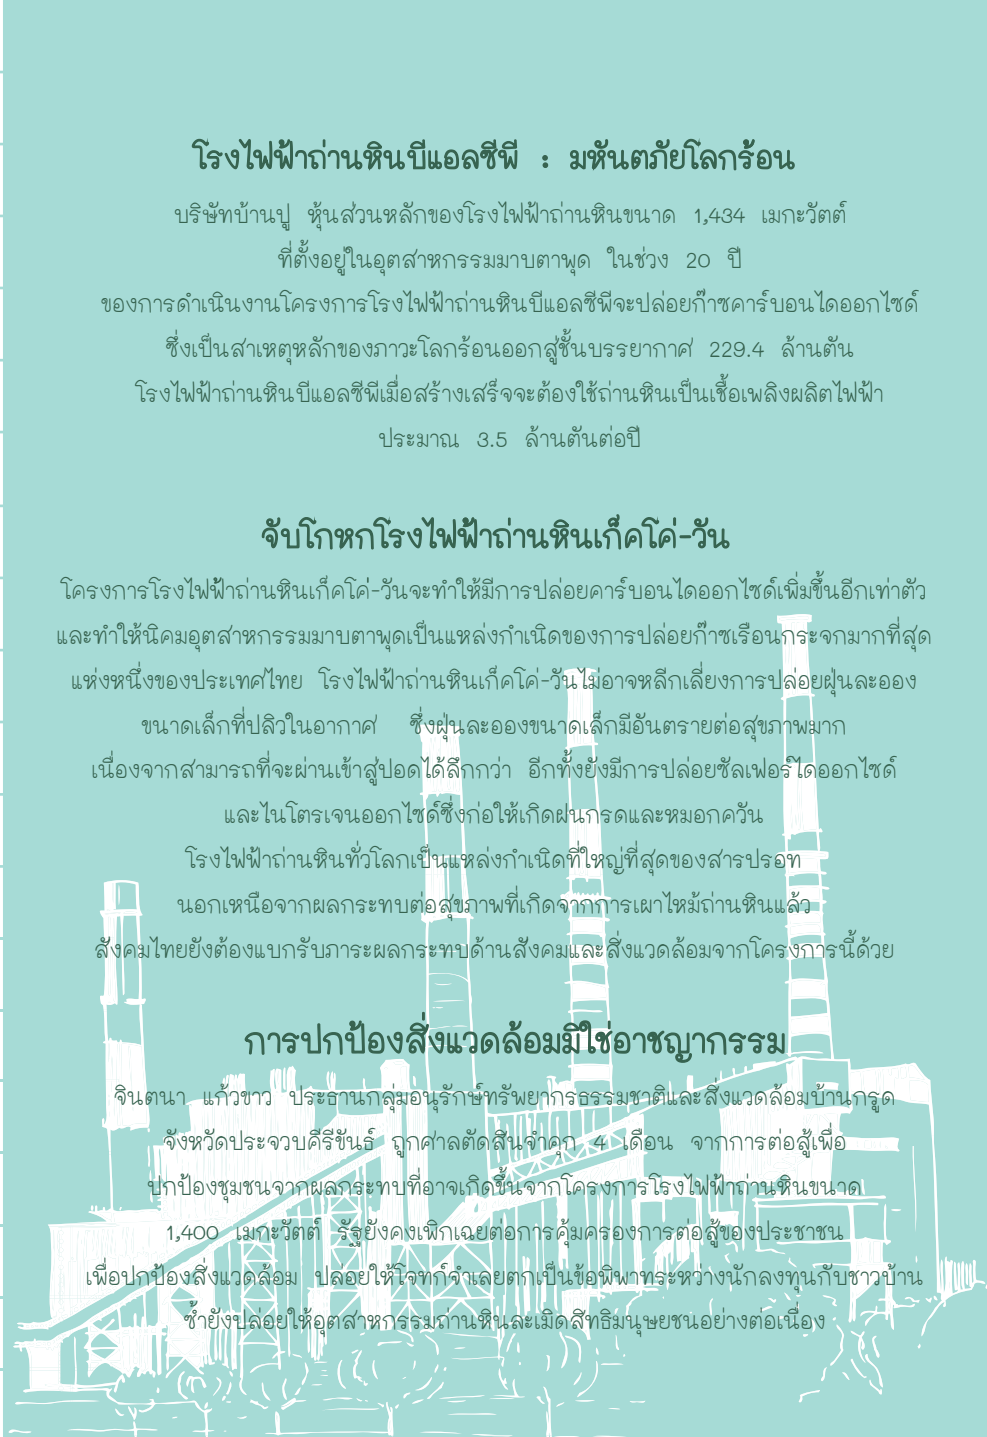 โรงไฟฟ้าถ่านหินบีแอลซีพี : มหันตภัยโลกร้อน
บริษัทบ้านปู หุ้นส่วนหลักของโรงไฟฟ้าถ่านหินขนาด 1,434 เมกะวัตต์
ที่ตั้งอยู่ในอุตสาหกรรมมาบตาพุด ในช่วง 20 ปี
ของการดำเนินงานโครงการโรงไฟฟ้าถ่านหินบีแอลซีพีจะปล่อยก๊าซคาร์บอนไดออกไซด์
ซึ่งเป็นสาเหตุหลักของภาวะโลกร้อนออกสู่ชั้นบรรยากาศ 229.4 ล้านตัน
โรงไฟฟ้าถ่านหินบีแอลซีพีเมื่อสร้างเสร็จจะต้องใช้ถ่านหินเป็นเชื้อเพลิงผลิตไฟฟ้า
ประมาณ 3.5 ล้านตันต่อปี
จับโกหกโรงไฟฟ้าถ่านหินเก็คโค่-วัน
โครงการโรงไฟฟ้าถ่านหินเก็คโค่-วันจะทำให้มีการปล่อยคาร์บอนไดออกไซด์เพิ่มขึ้นอีกเท่าตัว
และทำให้นิคมอุตสาหกรรมมาบตาพุดเป็นแหล่งกำเนิดของการปล่อยก๊าซเรือนกระจกมากที่สุด
แห่งหนึ่งของประเทศไทย โรงไฟฟ้าถ่านหินเก็คโค่-วันไม่อาจหลีกเลี่ยงการปล่อยฝุ่นละออง
ขนาดเล็กที่ปลิวในอากาศ ซึ่งฝุ่นละอองขนาดเล็กมีอันตรายต่อสุขภาพมาก
เนื่องจากสามารถที่จะผ่านเข้าสู่ปอดได้ลึกกว่า อีกทั้งยังมีการปล่อยซัลเฟอร์ไดออกไซด์
และไนโตรเจนออกไซด์ซึ่งก่อให้เกิดฝนกรดและหมอกควัน
โรงไฟฟ้าถ่านหินทั่วโลกเป็นแหล่งกำเนิดที่ใหญ่ที่สุดของสารปรอท
นอกเหนือจากผลกระทบต่อสุขภาพที่เกิดจากการเผาไหม้ถ่านหินแล้ว
สังคมไทยยังต้องแบกรับภาระผลกระทบด้านสังคมและสิ่งแวดล้อมจากโครงการนี้ด้วย
การปกป้องสิ่งแวดล้อมมิใช่อาชญากรรม
จินตนา แก้วขาว ประธานกลุ่มอนุรักษ์ทรัพยากรธรรมชาติและสิ่งแวดล้อมบ้านกรูด
จังหวัดประจวบคีรีขันธ์ ถูกศาลตัดสินจำคุก 4 เดือน จากการต่อสู้เพื่อ
ปกป้องชุมชนจากผลกระทบที่อาจเกิดขึ้นจากโครงการโรงไฟฟ้าถ่านหินขนาด
1,400 เมกะวัตต์ รัฐยังคงเพิกเฉยต่อการคุ้มครองการต่อสู้ของประชาชน
เพื่อปกป้องสิ่งแวดล้อม ปล่อยให้โจทก์จำเลยตกเป็นข้อพิพาทระหว่างนักลงทุนกับชาวบ้าน
ซ้ำยังปล่อยให้อุตสาหกรรมถ่านหินละเมิดสิทธิมนุษยชนอย่างต่อเนื่อง